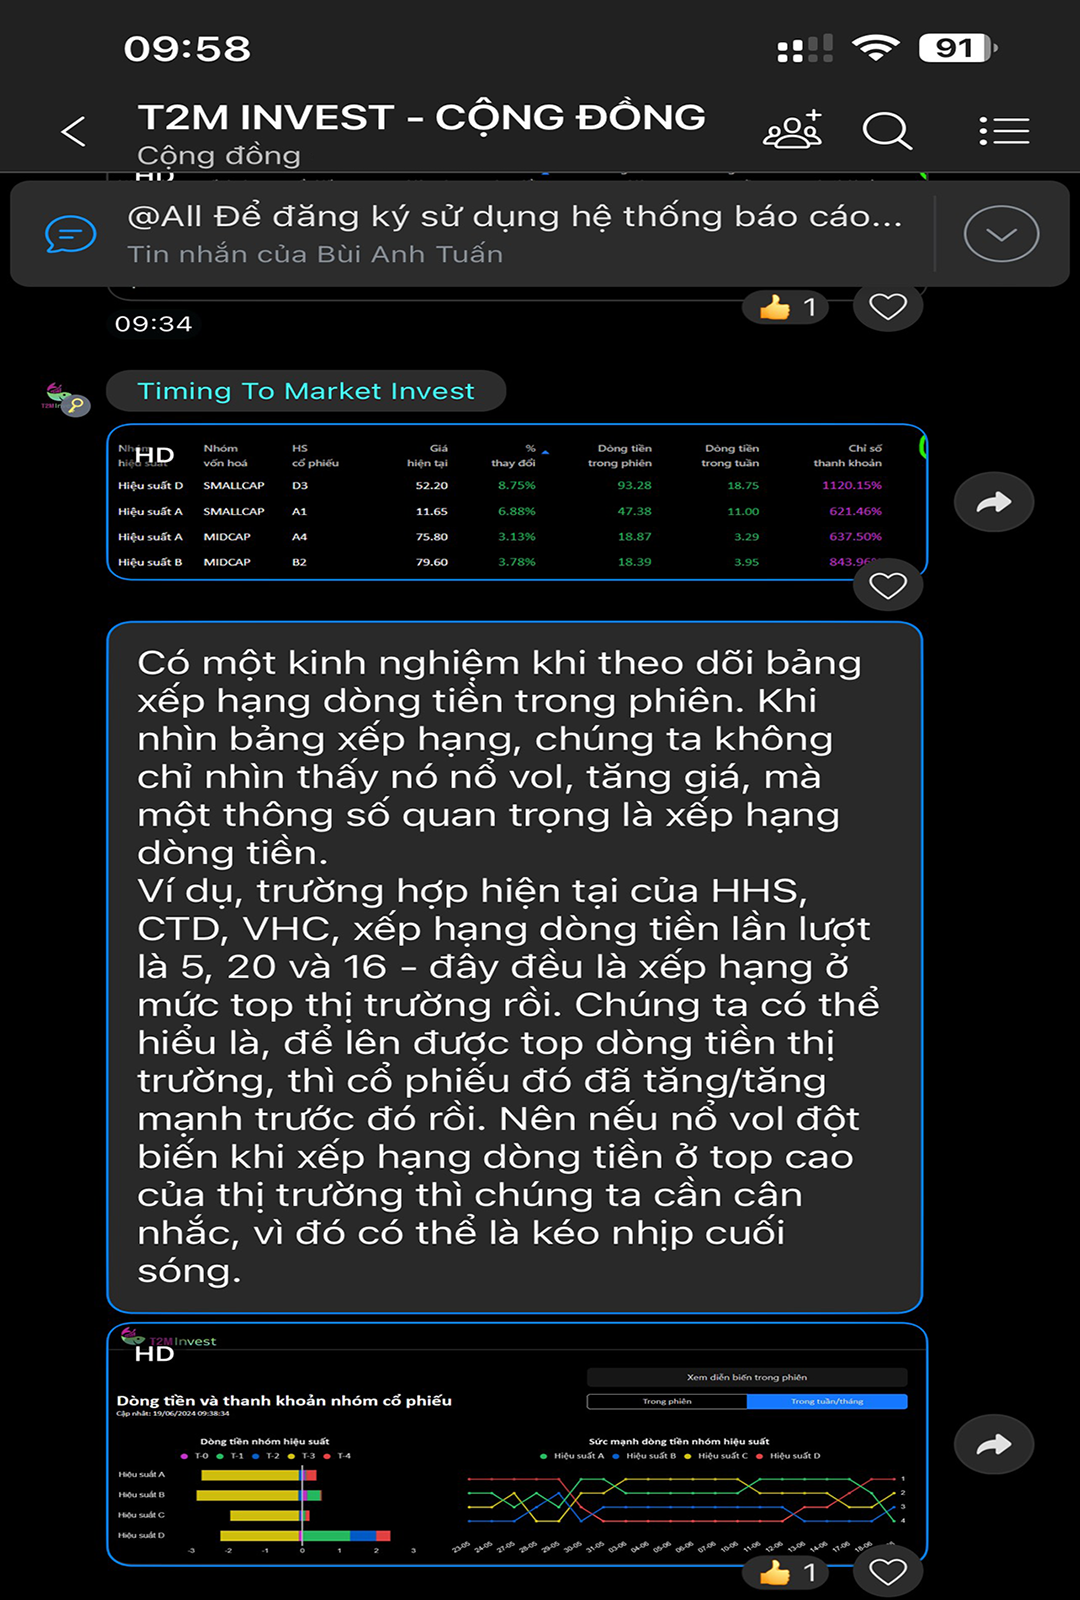 09:58
91
T2M INVEST - CỘNG ĐỒNG
Cộng đồng
@All Để đăng ký sử dụng hệ thống báo cáo...
Tin nhắn của Bùi Anh Tuấn
1
09:34
Timing To Market Invest
HD
Nhóm Nhóm HS Giá % Dòng tiền Dòng tiền Chỉ số
hiệu suất vốn hoá cổ phiếu hiện tại thay đổi trong phiên trong tuần thanh khoản
Hiệu suất D SMALLCAP D3 52.20 8.75% 93.28 18.75 1120.15%
Hiệu suất A SMALLCAP A1 11.65 6.88% 47.38 11.00 621.46%
Hiệu suất A MIDCAP A4 75.80 3.13% 18.87 3.29 637.50%
Hiệu suất B MIDCAP B2 79.60 3.78% 18.39 3.95 843.96%
Có một kinh nghiệm khi theo dõi bảng
xếp hạng dòng tiền trong phiên. Khi
nhìn bảng xếp hạng, chúng ta không
chỉ nhìn thấy nó nổ vol, tăng giá, mà
một thông số quan trọng là xếp hạng
dòng tiền.
Ví dụ, trường hợp hiện tại của HHS,
CTD, VHC, xếp hạng dòng tiền lần lượt
là 5, 20 và 16 - đây đều là xếp hạng ở
mức top thị trường rồi. Chúng ta có thể
hiểu là, để lên được top dòng tiền thị
trường, thì cổ phiếu đó đã tăng/tăng
mạnh trước đó rồi. Nên nếu nổ vol đột
biến khi xếp hạng dòng tiền ở top cao
của thị trường thì chúng ta cần cân
nhắc, vì đó có thể là kéo nhịp cuối
sóng.
T2MInvest
HD
Xem diễn biến trong phiên
Dòng tiền và thanh khoản nhóm cổ phiếu
Trong phiên Trong tuần/tháng
Cập nhật: 19/06/2024 09:38:34
Dòng tiền nhóm hiệu suất
T-0 T-1 T-2 T-3 T-4
Hiệu suất A
Hiệu suất B
Hiệu suất C
Hiệu suất D
-3 -2 -1 0 1 2 3
Sức mạnh dòng tiền nhóm hiệu suất
Hiệu suất A Hiệu suất B Hiệu suất C Hiệu suất D
1
2
3
4
23-05 24-05 27-05 28-05 29-05 30-05 31-05 03-06 04-06 05-06 06-06 07-06 10-06 11-06 12-06 13-06 14-06 17-06 18-06
1